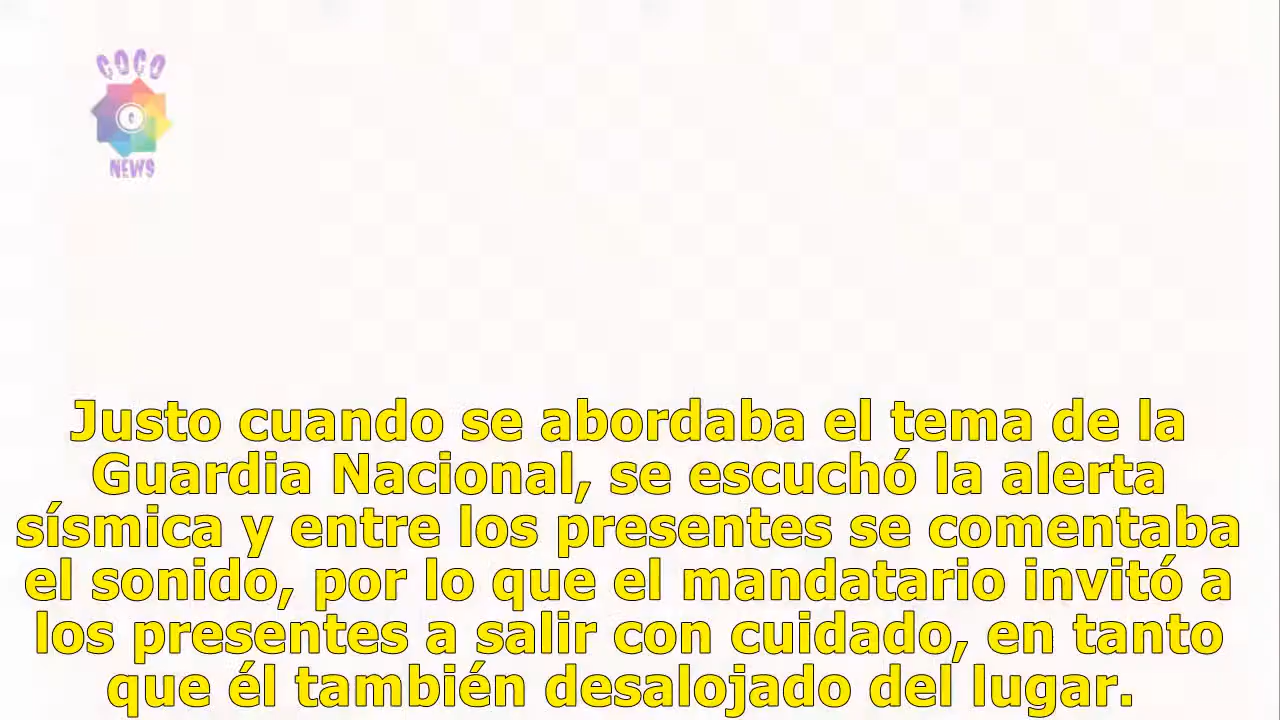 COCO
NEWS
Justo cuando se abordaba el tema de la
Guardia Nacional, se escuchó la alerta
sísmica y entre los presentes se comentaba
el sonido, por lo que el mandatario invitó a
los presentes a salir con cuidado, en tanto
que él también desalojado del lugar.